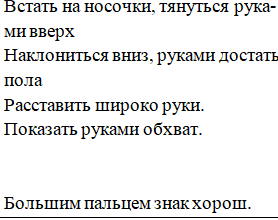 Встать на носочки, тянуться рука-
ми вверх
Наклониться вниз, руками достать
пола
Расставить широко руки.
Показать руками обхват.
Большим пальцем знак хорош.